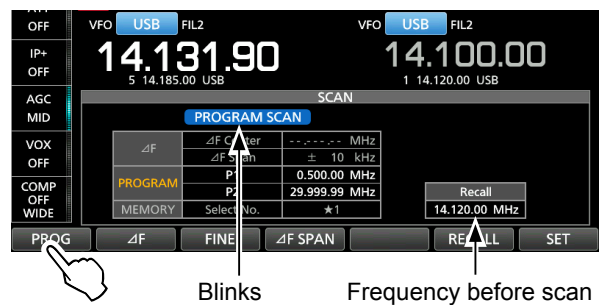 OFF
VFO USB FIL2 VFO USB FIL2
IP+
OFF
14.131.90 14.100.00
5 14.185.00 USB 1 14.120.00 USB
AGC
MID
SCAN
PROGRAM SCAN
VOX
OFF
⊿F ⊿F Center --.---.-- MHz
⊿F Span ± 10 kHz
PROGRAM P1 0.500.00 MHz
P2 29.999.99 MHz
MEMORY Select No. ★1
COMP
OFF
WIDE
Recall
14.120.00 MHz
PROG ⊿F FINE ⊿F SPAN RECALL SET
Blinks Frequency before scan